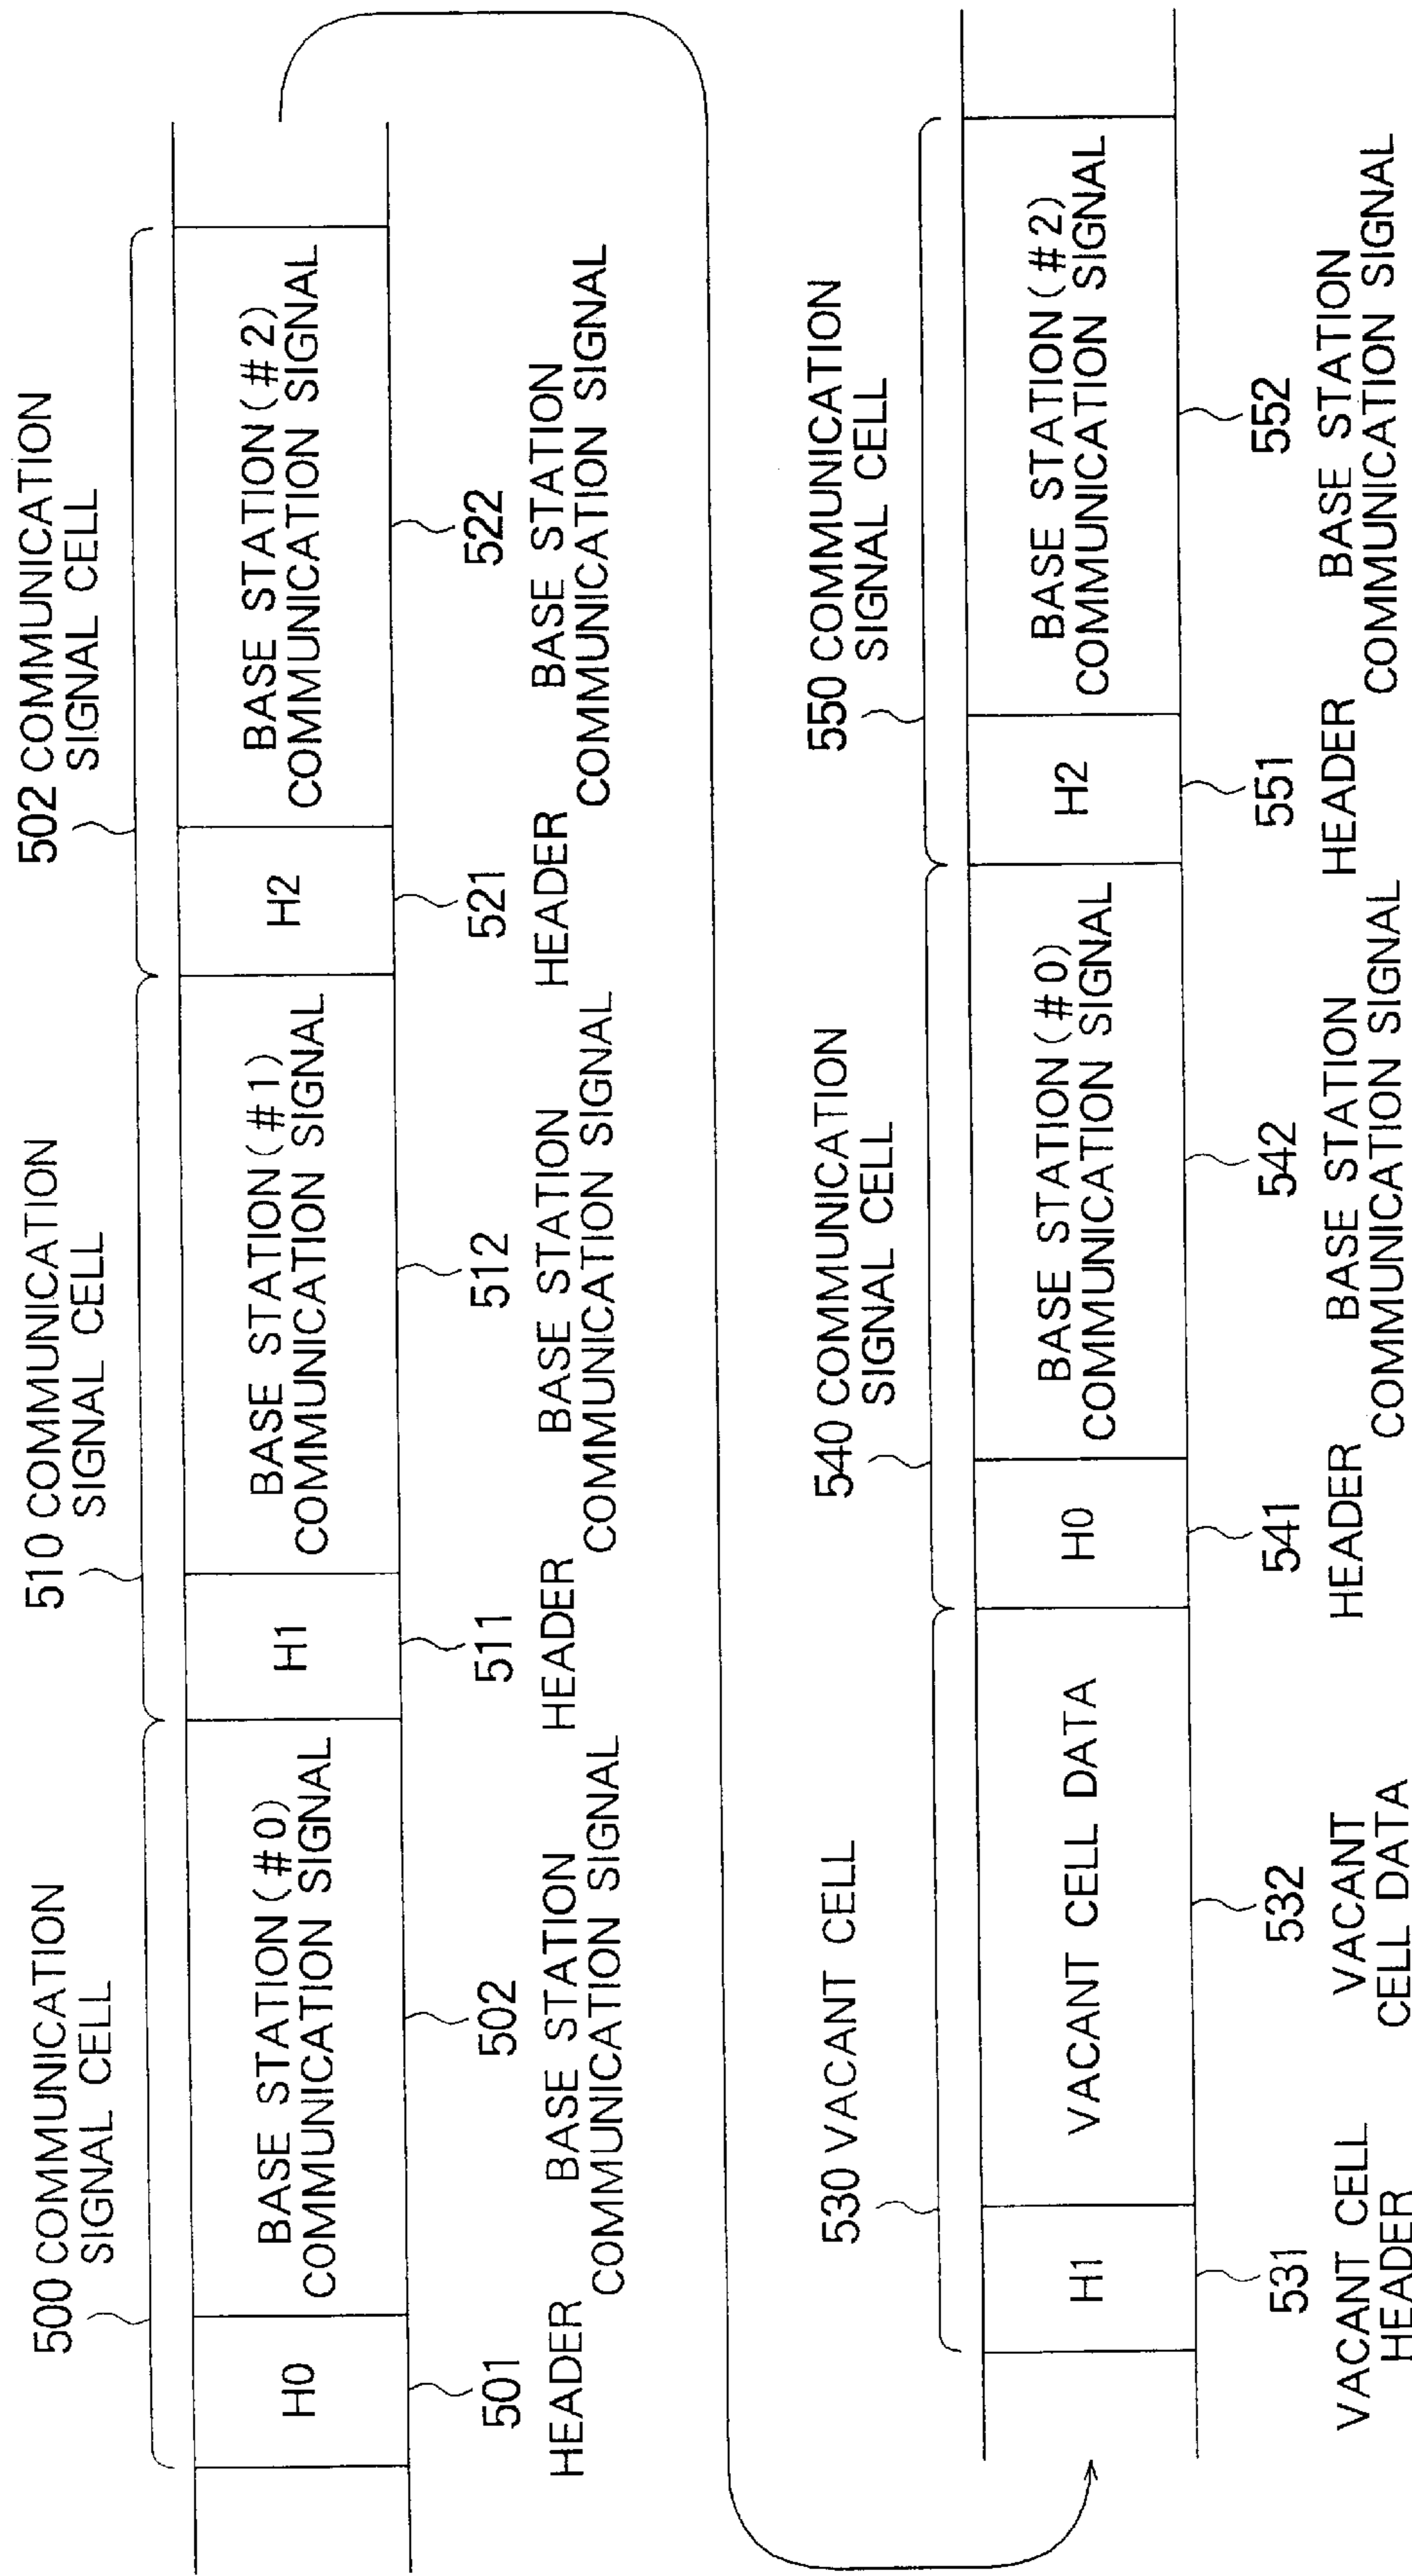 500 COMMUNICATION
SIGNAL CELL
510 COMMUNICATION
SIGNAL CELL
502 COMMUNICATION
SIGNAL CELL
H0
BASE STATION(#0)
COMMUNICATION SIGNAL
H1
BASE STATION(#1)
COMMUNICATION SIGNAL
H2
BASE STATION(#2)
COMMUNICATION SIGNAL
501
HEADER
502
BASE STATION
COMMUNICATION SIGNAL
511
HEADER
512
BASE STATION
COMMUNICATION SIGNAL
521
HEADER
522
BASE STATION
COMMUNICATION SIGNAL
530 VACANT CELL
540 COMMUNICATION
SIGNAL CELL
550 COMMUNICATION
SIGNAL CELL
H1
VACANT CELL DATA
H0
BASE STATION(#0)
COMMUNICATION SIGNAL
H2
BASE STATION(#2)
COMMUNICATION SIGNAL
531
VACANT CELL
HEADER
532
VACANT
CELL DATA
541
HEADER
542
BASE STATION
COMMUNICATION SIGNAL
551
HEADER
552
BASE STATION
COMMUNICATION SIGNAL